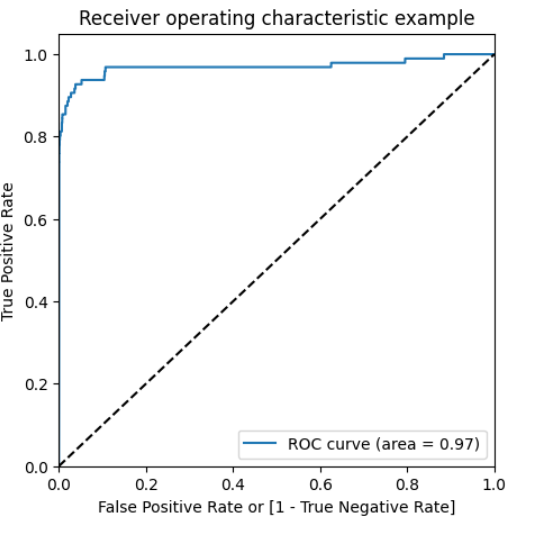 Receiver operating characteristic example
1.0
0.8
0.6
0.4
0.2
0.0
True Positive Rate
ROC curve (area = 0.97)
0.0 0.2 0.4 0.6 0.8 1.0
False Positive Rate or [1 - True Negative Rate]